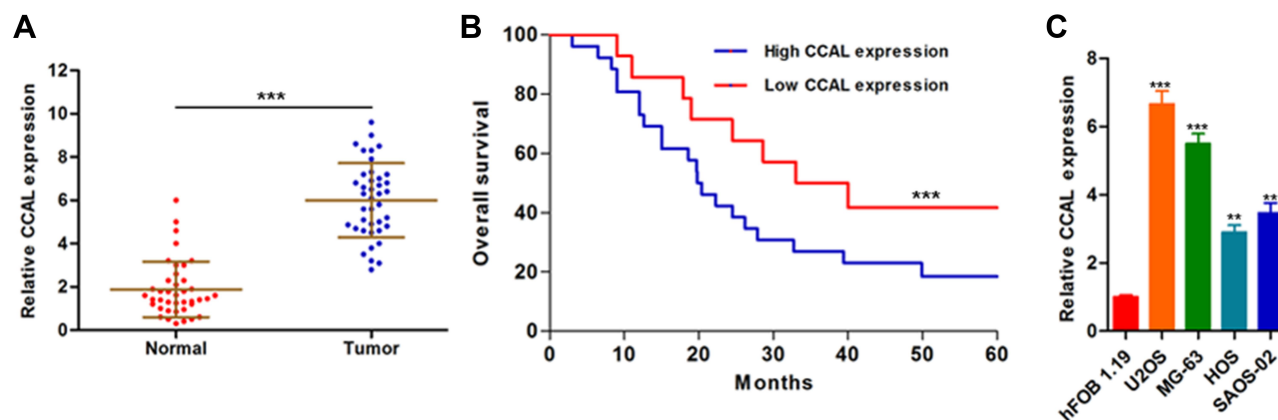 A
Relative CCAL expression
12
10
8
6
4
2
0
***
Normal
Tumor
B
Overall survival
100
80
60
40
20
0
High CCAL expression
Low CCAL expression
***
0
10
20
30
40
50
60
Months
C
Relative CCAL expression
8
6
4
2
0
***
***
**
**
hFOB 1.19
U2OS
MG-63
HOS
SAOS-02